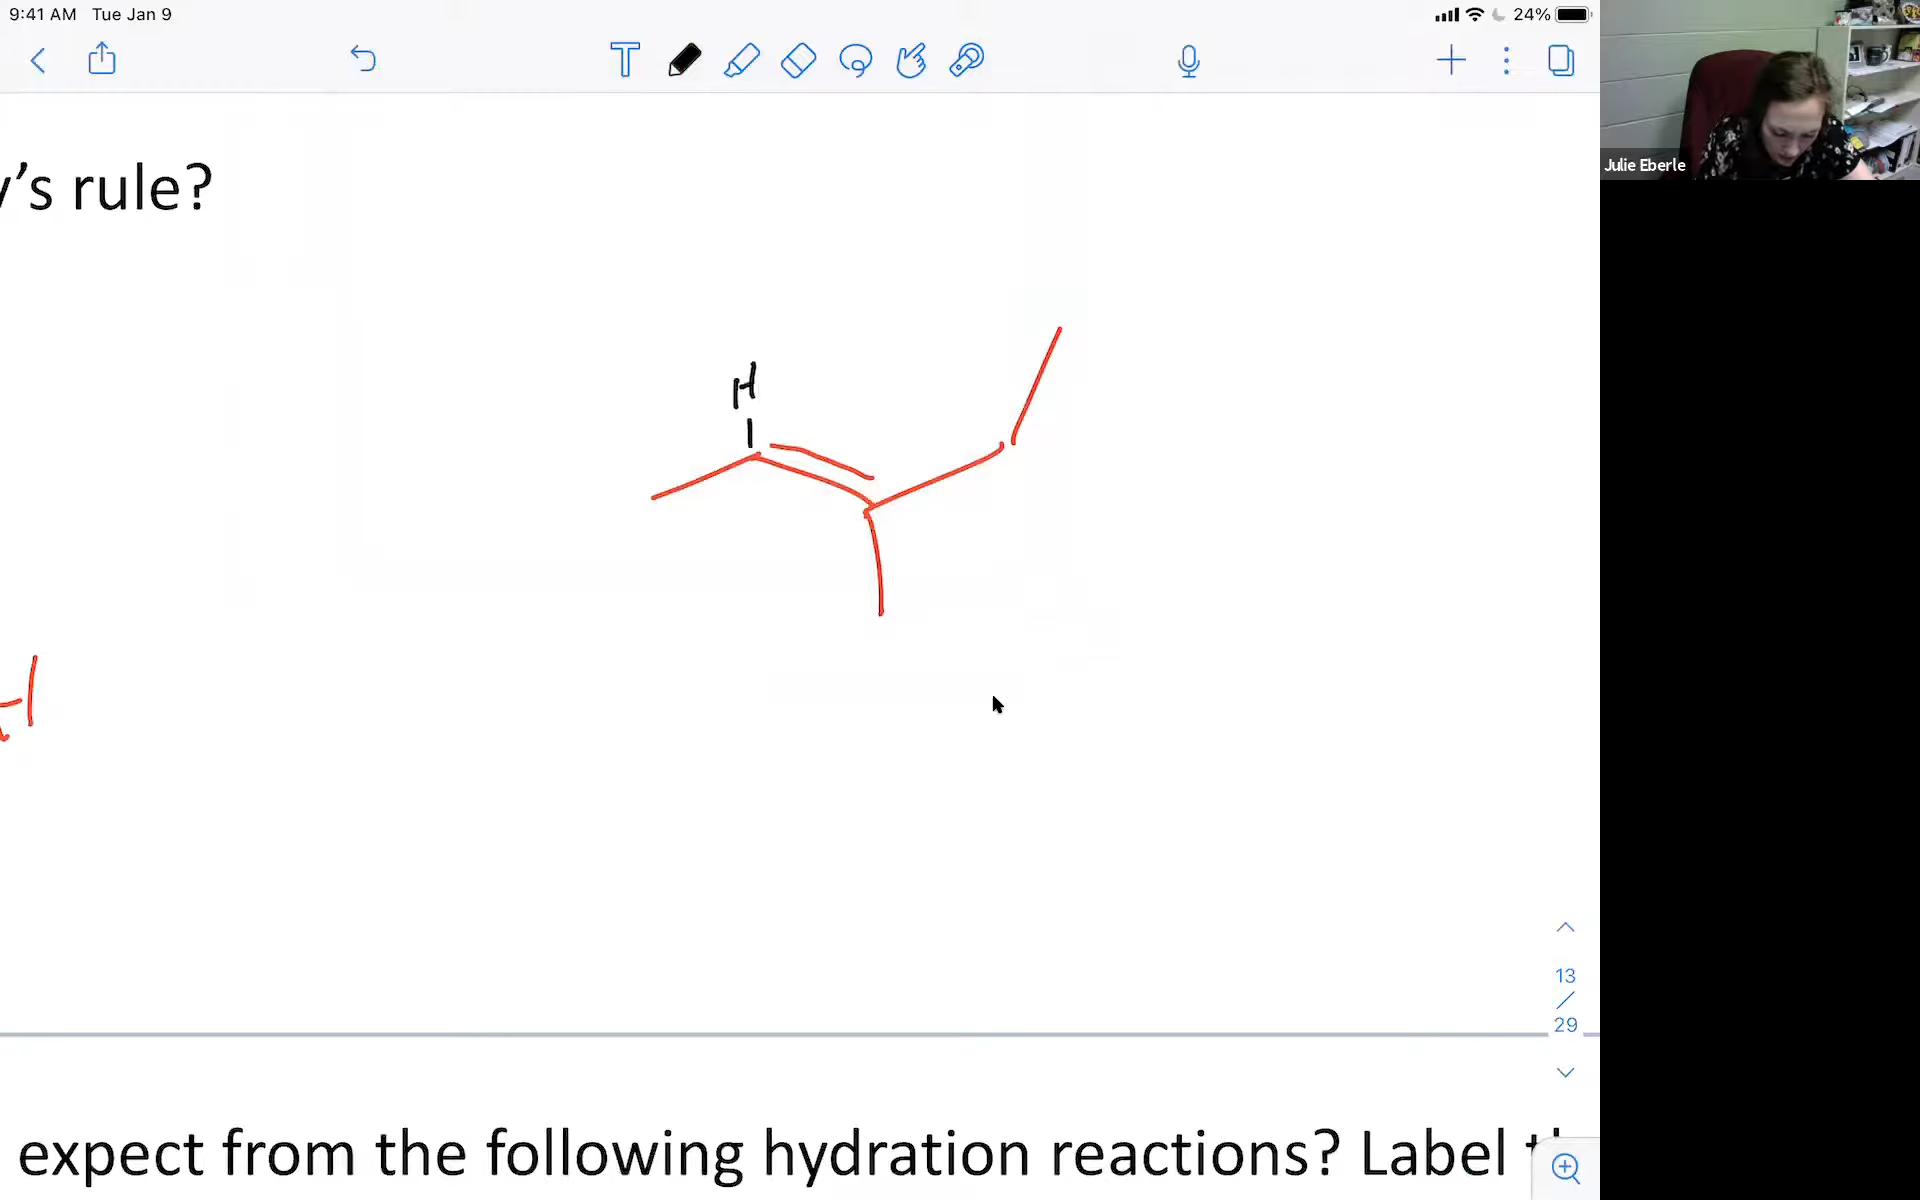 9:41 AM Tue Jan 9
24%
Julie Eberle
’s rule?
H
H
13
/
29
expect from the following hydration reactions? Label